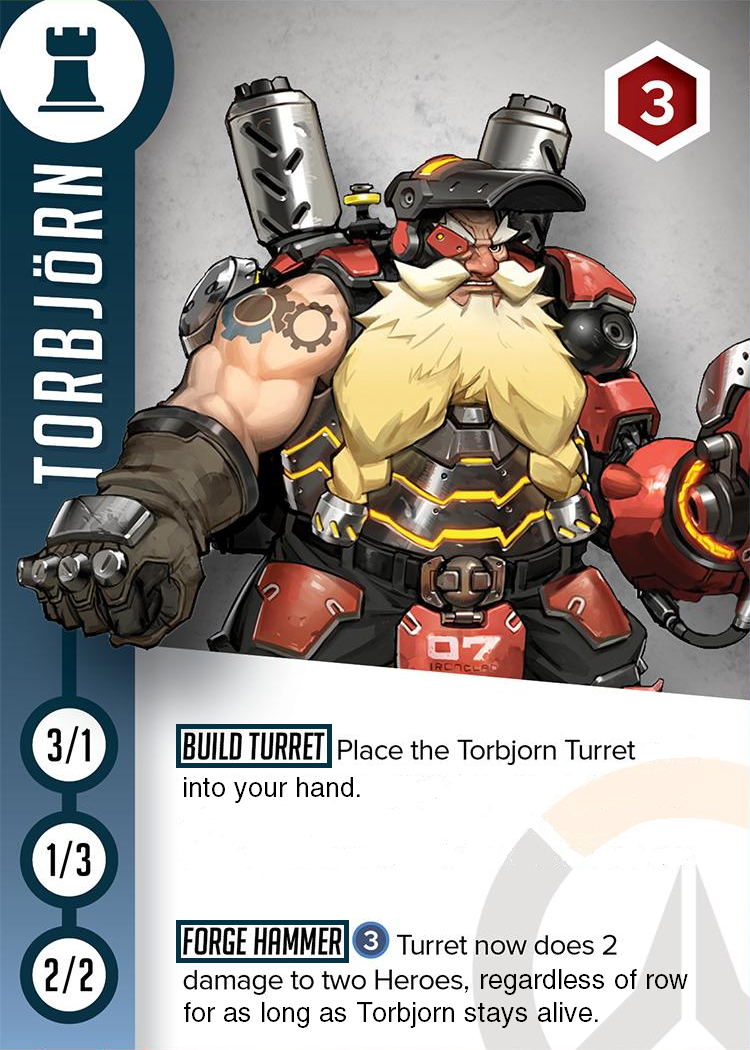 3
TORBJÖRN
07
IRONCLAD
3/1
1/3
2/2
BUILD TURRET Place the Torbjorn Turret
into your hand.
FORGE HAMMER 3 Turret now does 2
damage to two Heroes, regardless of row
for as long as Torbjorn stays alive.